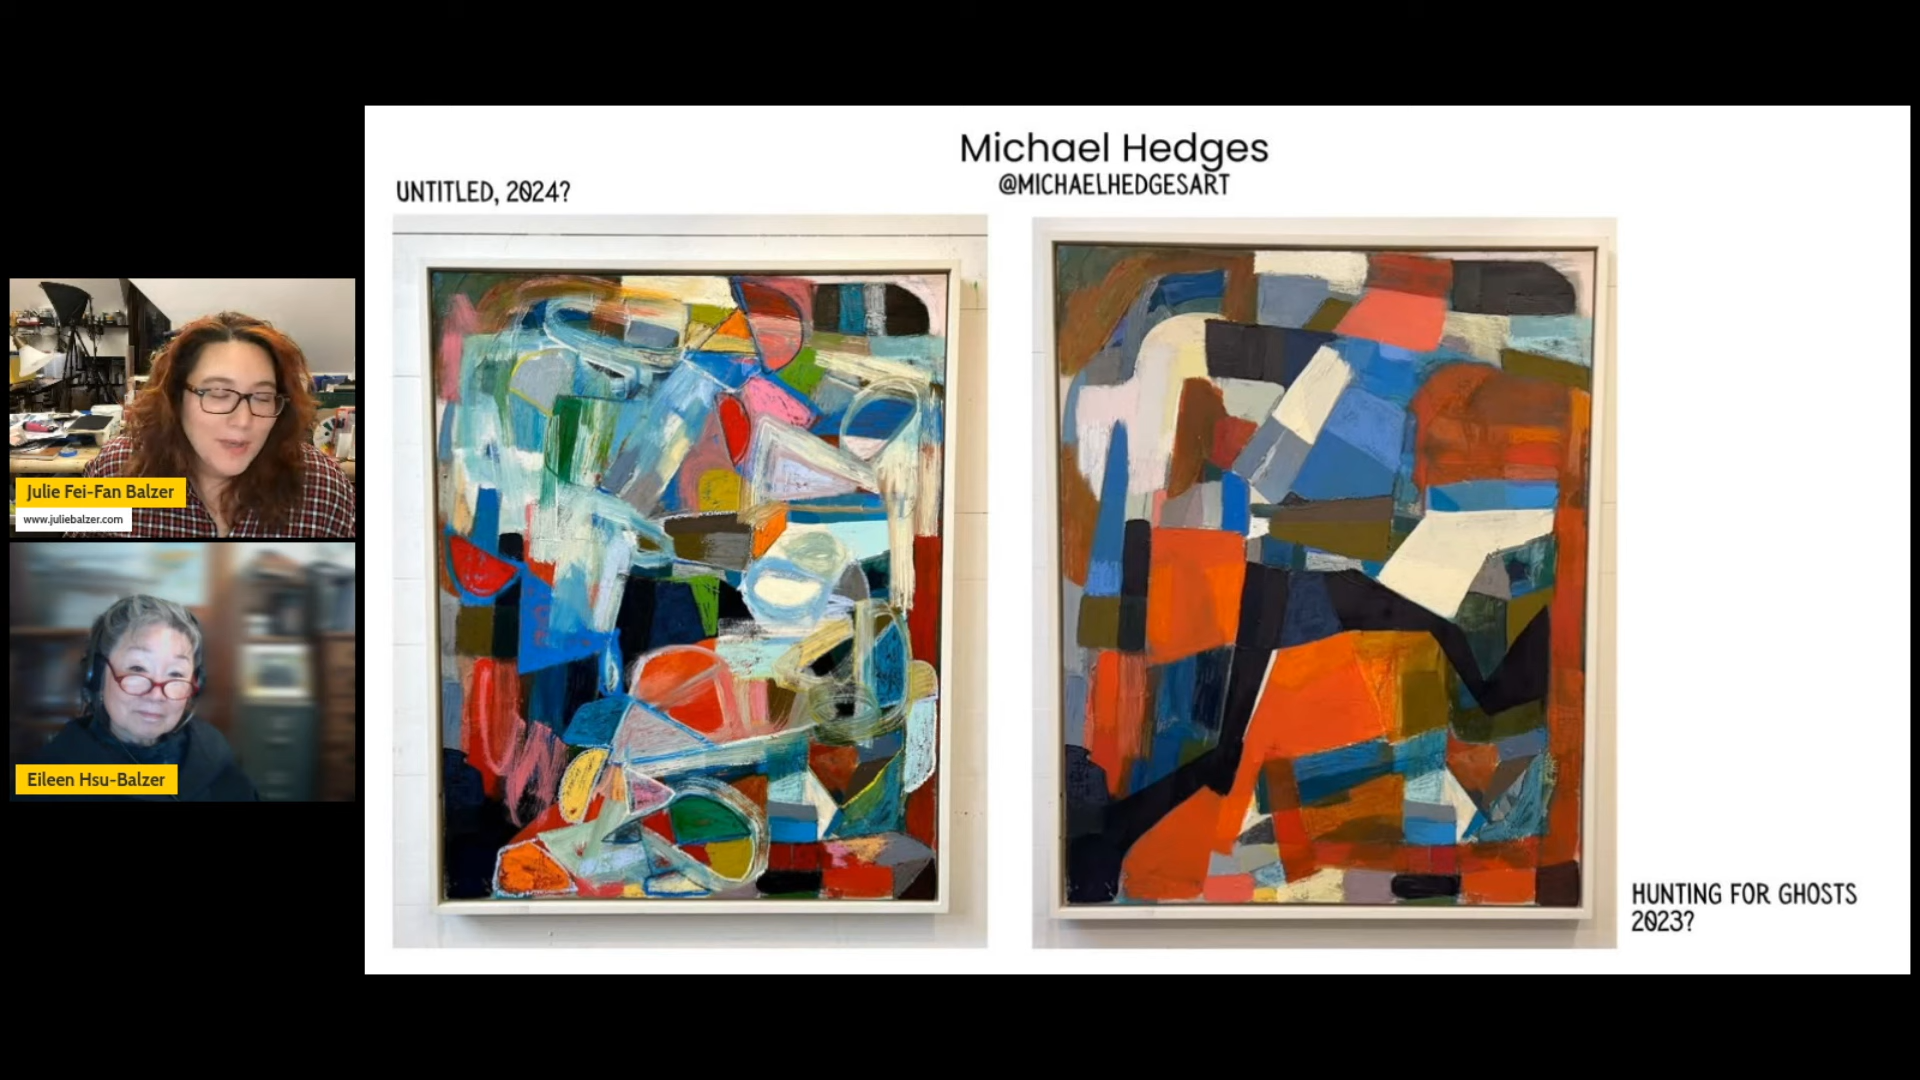 Michael Hedges
@MICHAELHEDGESART
UNTITLED, 2024?
Julie Fei-Fan Balzer
www.juliebalzer.com
Eileen Hsu-Balzer
HUNTING FOR GHOSTS
2023?